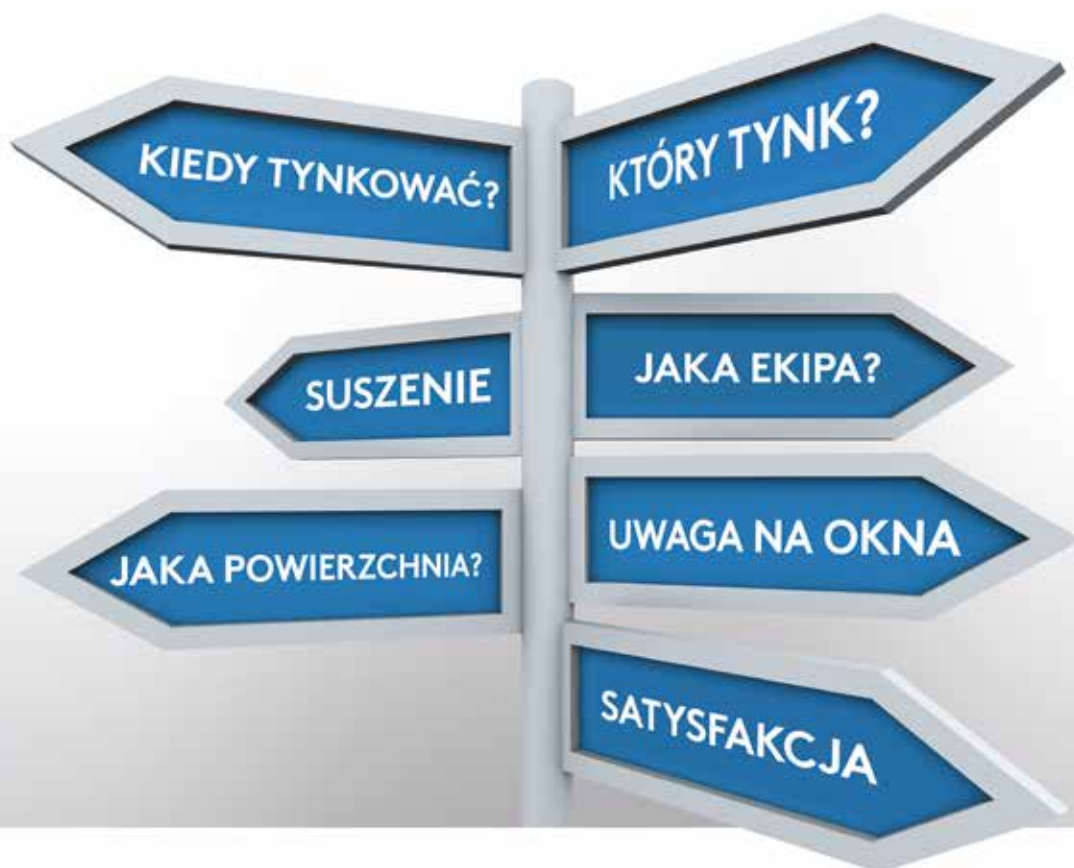 KIEDY TYNKOWAĆ?
KTÓRY TYNK?
SUSZENIE
JAKA EKIPA?
JAKA POWIERZCHNIA?
UWAGA NA OKNA
SATYSFAKCJA